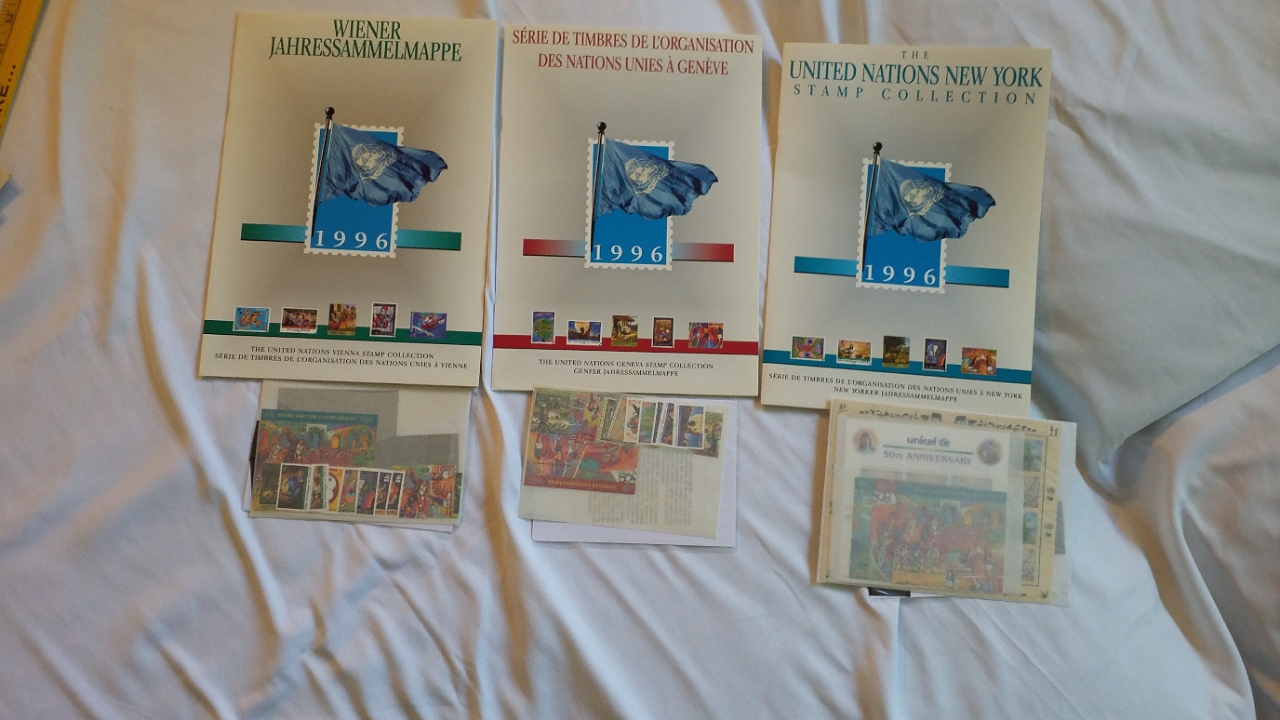 WIENER
JAHRESSAMMELMAPPE
1996
THE UNITED NATIONS VIENNA STAMP COLLECTION
SÉRIE DE TIMBRES DE L'ORGANISATION DES NATIONS UNIES À VIENNE
SÉRIE DE TIMBRES DE L'ORGANISATION
DES NATIONS UNIES À GENÈVE
1996
THE UNITED NATIONS GENEVA STAMP COLLECTION
GENFER JAHRESSAMMELMAPPE
THE
UNITED NATIONS NEW YORK
STAMP COLLECTION
1996
SÉRIE DE TIMBRES DE L'ORGANISATION DES NATIONS UNIES À NEW YORK
NEW YORKER JAHRESSAMMELMAPPE
unicef
50TH ANNIVERSARY